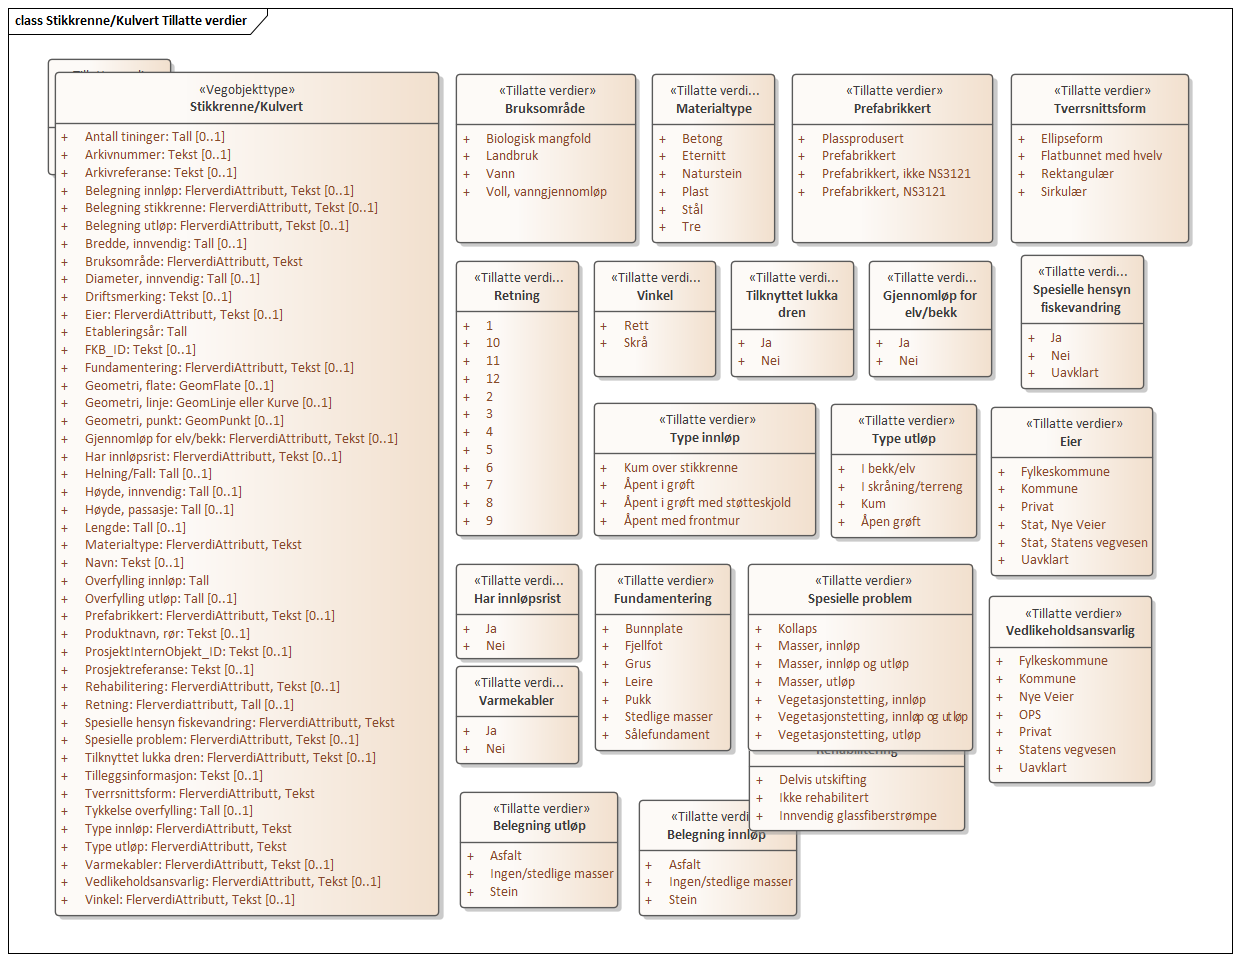 class Stikkrenne/Kulvert Tillatte verdier
«Vegobjekttype»
Stikkrenne/Kulvert
+ Antall tininger: Tall [0..1]
+ Arkivnummer: Tekst [0..1]
+ Arkivreferanse: Tekst [0..1]
+ Belegning innløp: FlerverdiAttributt, Tekst [0..1]
+ Belegning stikkrenne: FlerverdiAttributt, Tekst [0..1]
+ Belegning utløp: FlerverdiAttributt, Tekst [0..1]
+ Bredde, innvendig: Tall [0..1]
+ Bruksområde: FlerverdiAttributt, Tekst
+ Diameter, innvendig: Tall [0..1]
+ Driftsmerking: Tekst [0..1]
+ Eier: FlerverdiAttributt, Tekst [0..1]
+ Etableringsår: Tall
+ FKB_ID: Tekst [0..1]
+ Fundamentering: FlerverdiAttributt, Tekst [0..1]
+ Geometri, flate: GeomFlate [0..1]
+ Geometri, linje: GeomLinje eller Kurve [0..1]
+ Geometri, punkt: GeomPunkt [0..1]
+ Gjennomløp for elv/bekk: FlerverdiAttributt, Tekst [0..1]
+ Har innløpsrist: FlerverdiAttributt, Tekst [0..1]
+ Helning/Fall: Tall [0..1]
+ Høyde, innvendig: Tall [0..1]
+ Høyde, passasje: Tall [0..1]
+ Lengde: Tall [0..1]
+ Materialtype: FlerverdiAttributt, Tekst
+ Navn: Tekst [0..1]
+ Overfylling innløp: Tall
+ Overfylling utløp: Tall [0..1]
+ Prefabrikkert: FlerverdiAttributt, Tekst [0..1]
+ Produktnavn, rør: Tekst [0..1]
+ ProsjektInternObjekt_ID: Tekst [0..1]
+ Prosjektreferanse: Tekst [0..1]
+ Rehabilitering: FlerverdiAttributt, Tekst [0..1]
+ Retning: Flerverdiattributt, Tall [0..1]
+ Spesielle hensyn fiskevandring: FlerverdiAttributt, Tekst
+ Spesielle problem: FlerverdiAttributt, Tekst [0..1]
+ Tilknyttet lukka dren: FlerverdiAttributt, Tekst [0..1]
+ Tilleggsinformasjon: Tekst [0..1]
+ Tverrsnittsform: FlerverdiAttributt, Tekst
+ Tykkelse overfylling: Tall [0..1]
+ Type innløp: FlerverdiAttributt, Tekst
+ Type utløp: FlerverdiAttributt, Tekst
+ Varmekabler: FlerverdiAttributt, Tekst [0..1]
+ Vedlikeholdsansvarlig: FlerverdiAttributt, Tekst [0..1]
+ Vinkel: FlerverdiAttributt, Tekst [0..1]
«Tillatte verdier»
Bruksområde
+ Biologisk mangfold
+ Landbruk
+ Vann
+ Voll, vanngjennomløp
«Tillatte verdi...
Materialtype
+ Betong
+ Eternitt
+ Naturstein
+ Plast
+ Stål
+ Tre
«Tillatte verdier»
Prefabrikkert
+ Plassprodusert
+ Prefabrikkert
+ Prefabrikkert, ikke NS3121
+ Prefabrikkert, NS3121
«Tillatte verdier»
Tverrsnittsform
+ Ellipseform
+ Flatbunnet med hvelv
+ Rektangulær
+ Sirkulær
«Tillatte verdi...
Retning
+ 1
+ 10
+ 11
+ 12
+ 2
+ 3
+ 4
+ 5
+ 6
+ 7
+ 8
+ 9
«Tillatte verdi...
Vinkel
+ Rett
+ Skrå
«Tillatte verdi...
Tilknyttet lukka
dren
+ Ja
+ Nei
«Tillatte verdi...
Gjennomløp for
elv/bekk
+ Ja
+ Nei
«Tillatte verdi...
Spesielle hensyn
fiskevandring
+ Ja
+ Nei
+ Uavklart
«Tillatte verdier»
Type innløp
+ Kum over stikkrenne
+ Åpent i grøft
+ Åpent i grøft med støtteskjold
+ Åpent med frontmur
«Tillatte verdier»
Type utløp
+ I bekk/elv
+ I skråning/terreng
+ Kum
+ Åpen grøft
«Tillatte verdier»
Eier
+ Fylkeskommune
+ Kommune
+ Privat
+ Stat, Nye Veier
+ Stat, Statens vegvesen
+ Uavklart
«Tillatte verdi...
Har innløpsrist
+ Ja
+ Nei
«Tillatte verdier»
Fundamentering
+ Bunnplate
+ Fjellfot
+ Grus
+ Leire
+ Pukk
+ Stedlige masser
+ Sålefundament
«Tillatte verdier»
Spesielle problem
+ Kollaps
+ Masser, innløp
+ Masser, innløp og utløp
+ Masser, utløp
+ Vegetasjonstetting, innløp
+ Vegetasjonstetting, innløp og utløp
+ Vegetasjonstetting, utløp
«Tillatte verdier»
Vedlikeholdsansvarlig
+ Fylkeskommune
+ Kommune
+ Nye Veier
+ OPS
+ Privat
+ Statens vegvesen
+ Uavklart
«Tillatte verdi...
Varmekabler
+ Ja
+ Nei
Rehabilitering
+ Delvis utskifting
+ Ikke rehabilitert
+ Innvendig glassfiberstrømpe
«Tillatte verdier»
Belegning utløp
+ Asfalt
+ Ingen/stedlige masser
+ Stein
«Tillatte verdi
Belegning innløp
+ Asfalt
+ Ingen/stedlige masser
+ Stein